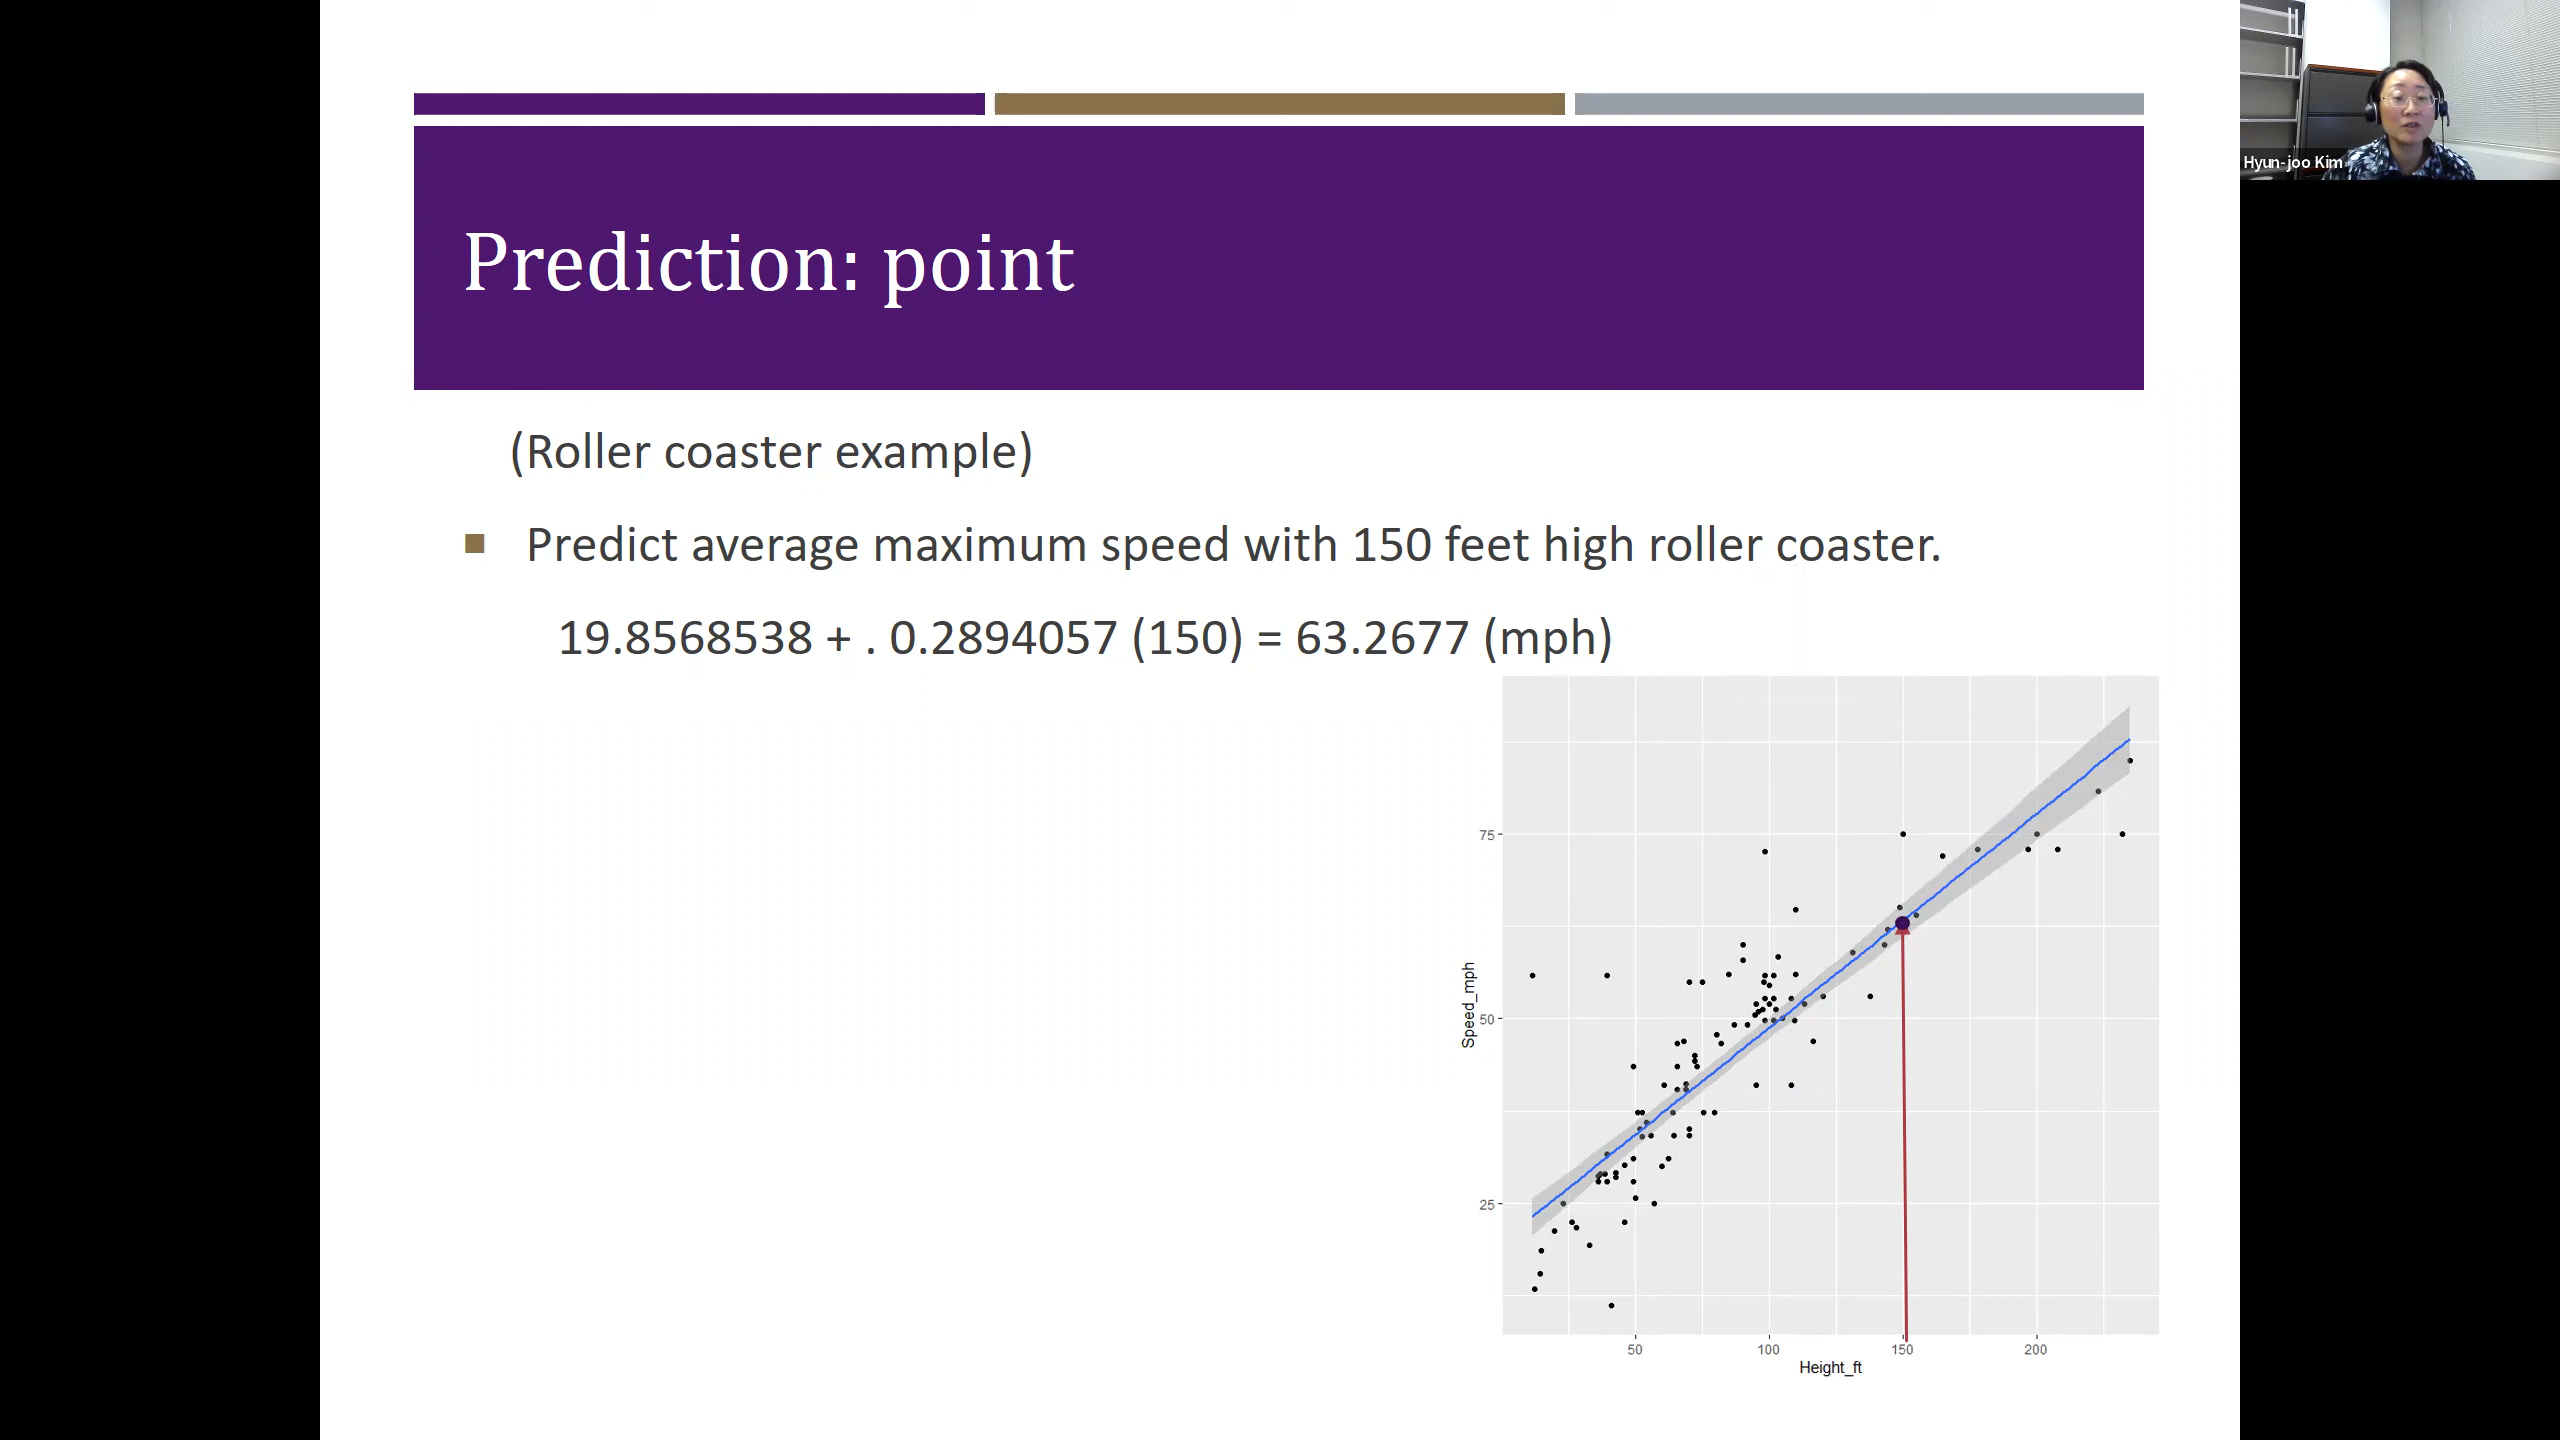 Hyun-joo Kim
Prediction: point
(Roller coaster example)
Predict average maximum speed with 150 feet high roller coaster.
19.8568538 + . 0.2894057 (150) = 63.2677 (mph)
75
50
25
Speed_mph
50 100 150 200
Height_ft